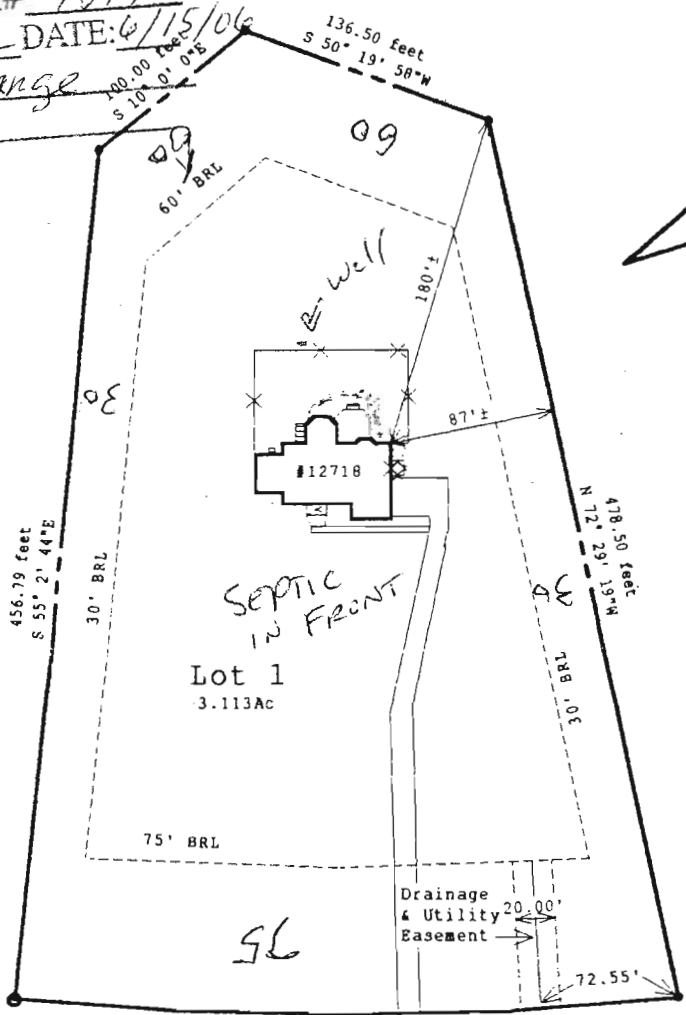 DATE: 6/15/06
100.00 feet
S 10° 0' 0"E
136.50 feet
S 50° 19' 58"W
60
60
60' BRL
Well
180'±
87'±
30
#12718
456.79 feet
S 55° 2' 44"E
30' BRL
SEPTIC
IN FRONT
478.50 feet
N 72° 29' 19"W
30
30' BRL
Lot 1
3.113Ac
75' BRL
Drainage
& Utility
Easement
20.00'
75
72.55'